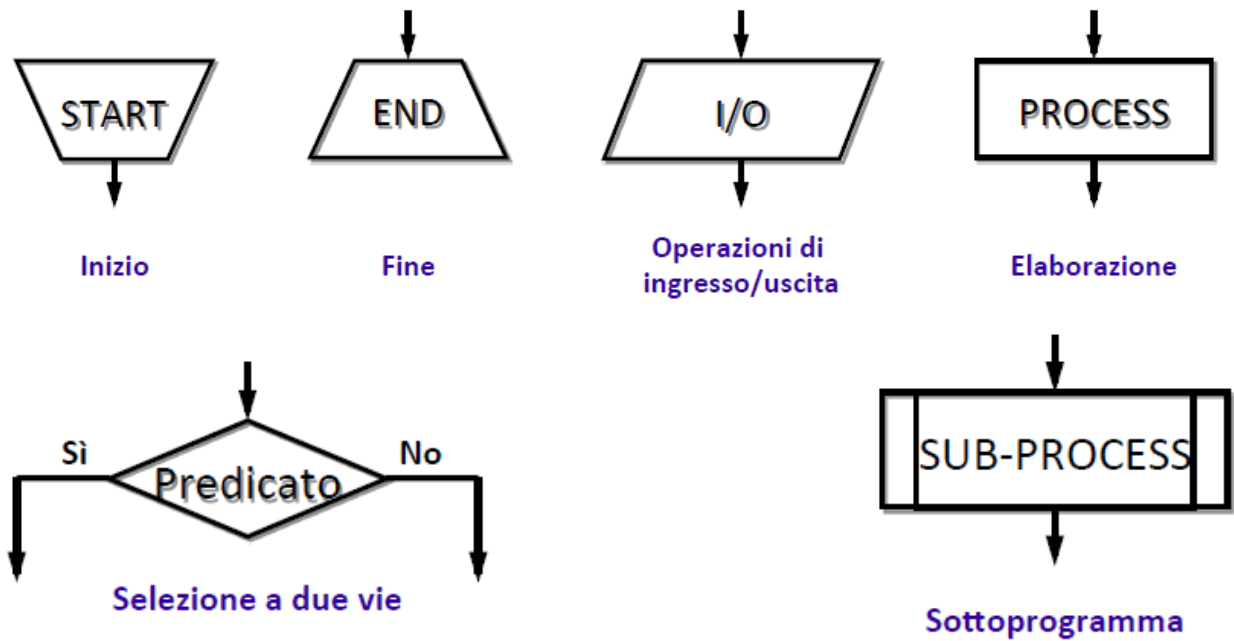 START
END
I/O
PROCESS
Inizio
Fine
Operazioni di
ingresso/uscita
Elaborazione
Sì
No
Predicato
SUB-PROCESS
Selezione a due vie
Sottoprogramma